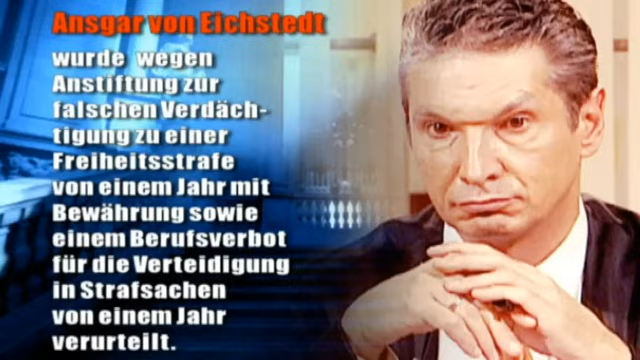 Ansgar von Eichstedt
wurde wegen
Anstiftung zur
falschen Verdäch-
tigung zu einer
Freiheitsstrafe
von einem Jahr mit
Bewährung sowie
einem Berufsverbot
für die Verteidigung
in Strafsachen
von einem Jahr
verurteilt.